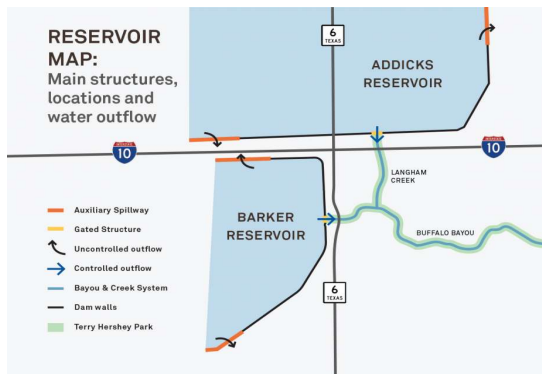 RESERVOIR
MAP:
Main structures,
locations and
water outflow
6
TEXAS
ADDICKS
RESERVOIR
10
10
LANGHAM
CREEK
BARKER
RESERVOIR
BUFFALO BAYOU
6
TEXAS
Auxiliary Spillway
Gated Structure
Uncontrolled outflow
Controlled outflow
Bayou & Creek System
Dam walls
Terry Hershey Park